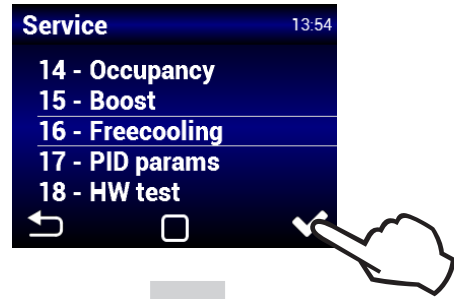 Service 13:54
14 - Occupancy
15 - Boost
16 - Freecooling
17 - PID params
18 - HW test